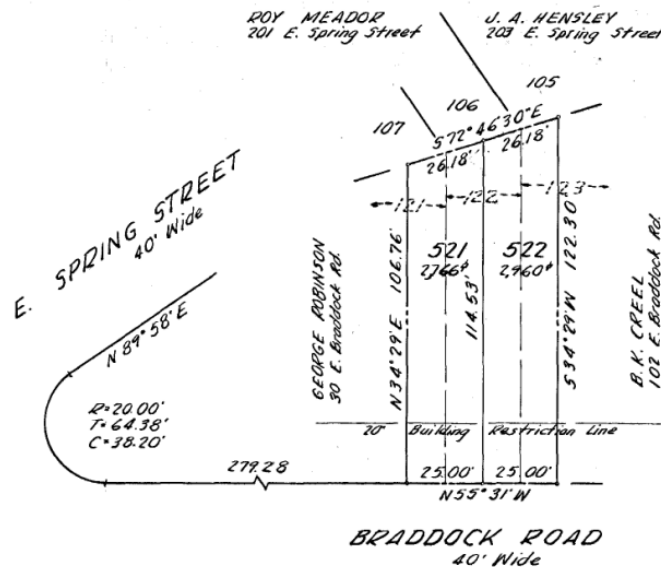 ROY MEADOR
201 E. Spring Street
J. A. HENSLEY
203 E. Spring Street
105
106
107
S 72° 46' 30" E
26.18'
26.18'
121
122
123
E. SPRING STREET
40' Wide
N 89° 58' E
GEORGE ROBINSON
30 E. Braddock Rd.
N 34° 29' E 106.76'
521
2,766
114.53'
522
2,960
S 34° 29' W 122.30'
B. K. CREEL
102 E. Braddock Rd.
R=20.00'
T=64.38'
C=38.20'
20' Building Restriction Line
279.28
25.00'
25.00'
N 55° 31' W
BRADDOCK ROAD
40' Wide